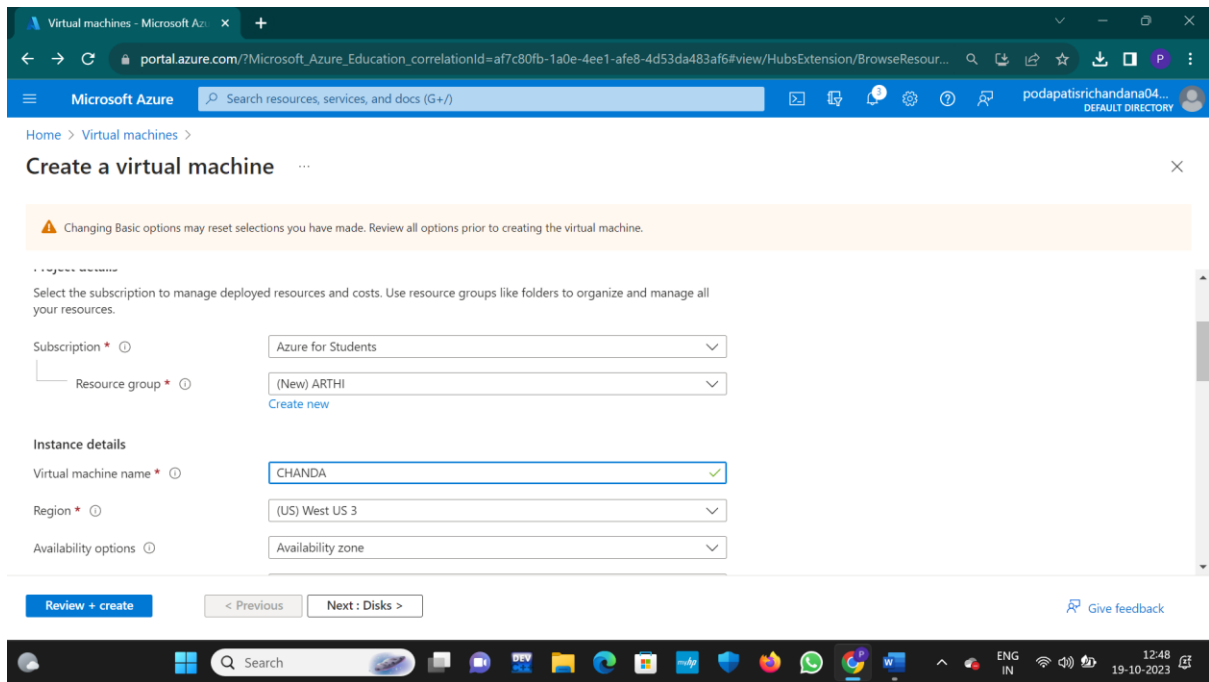 Virtual machines - Microsoft Az
portal.azure.com/?Microsoft_Azure_Education_correlationId=af7c80fb-1a0e-4ee1-afe8-4d53da483af6#view/HubsExtension/BrowseResour...
P
Microsoft Azure
Search resources, services, and docs (G+/)
3
podapatisrichandana04...
DEFAULT DIRECTORY
Home > Virtual machines >
Create a virtual machine ...
Changing Basic options may reset selections you have made. Review all options prior to creating the virtual machine.
Project details
Select the subscription to manage deployed resources and costs. Use resource groups like folders to organize and manage all
your resources.
Subscription *
Azure for Students
Resource group *
(New) ARTHI
Create new
Instance details
Virtual machine name *
CHANDA
Region *
(US) West US 3
Availability options
Availability zone
Review + create
< Previous
Next : Disks >
Give feedback
Search
DEV
myhp
P
W
ENG
IN
12:48
19-10-2023